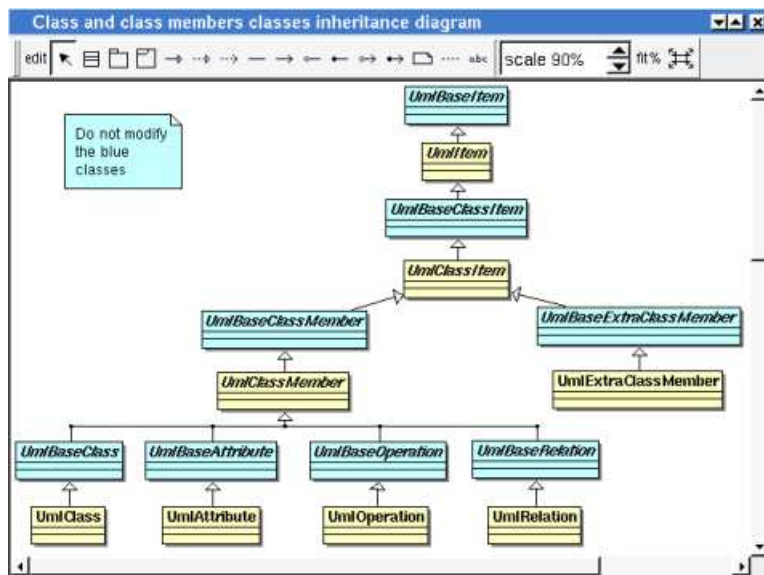 Class and class members classes inheritance diagram
edit
abc
scale 90%
fit%
Do not modify
the blue
classes
UmlBaseItem
UmlItem
UmlBaseClassItem
UmlClassItem
UmlBaseClassMember
UmlBaseExtraClassMember
UmlClassMember
UmlExtraClassMember
UmlBaseClass
UmlBaseAttribute
UmlBaseOperation
UmlBaseRelation
UmlClass
UmlAttribute
UmlOperation
UmlRelation